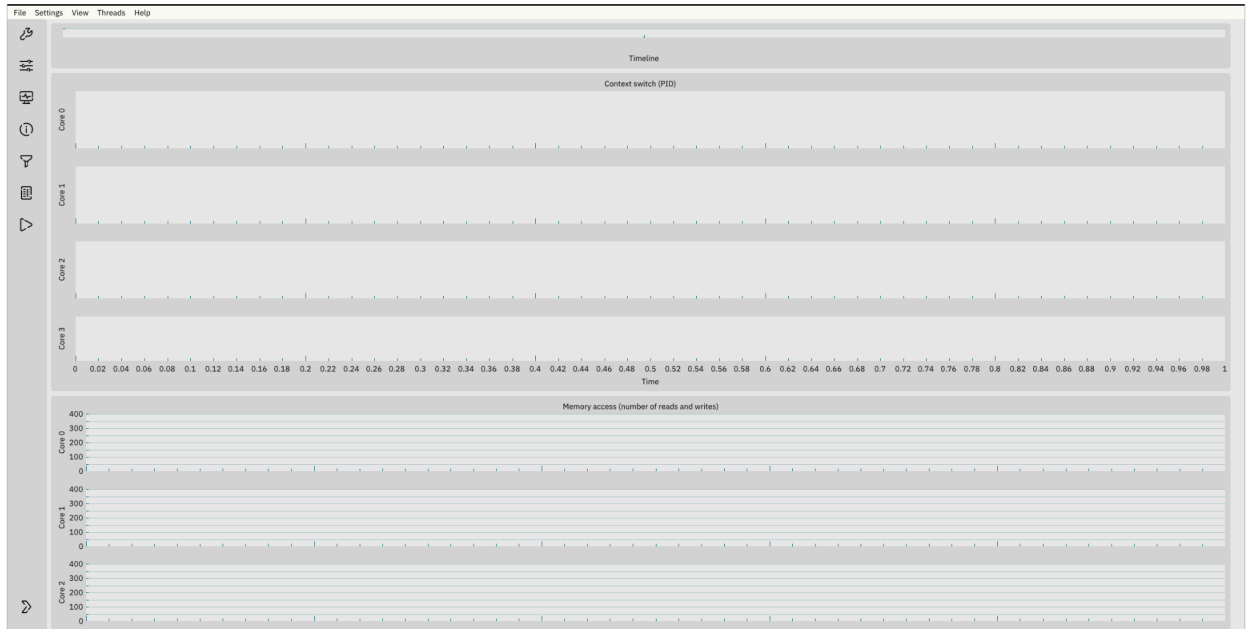 File Settings View Threads Help
Timeline
Context switch (PID)
Core 0
Core 1
Core 2
Core 3
0 0.02 0.04 0.06 0.08 0.1 0.12 0.14 0.16 0.18 0.2 0.22 0.24 0.26 0.28 0.3 0.32 0.34 0.36 0.38 0.4 0.42 0.44 0.46 0.48 0.5 0.52 0.54 0.56 0.58 0.6 0.62 0.64 0.66 0.68 0.7 0.72 0.74 0.76 0.78 0.8 0.82 0.84 0.86 0.88 0.9 0.92 0.94 0.96 0.98 1
Time
Memory access (number of reads and writes)
Core 0
400
300
200
100
0
Core 1
400
300
200
100
0
Core 2
400
300
200
100
0